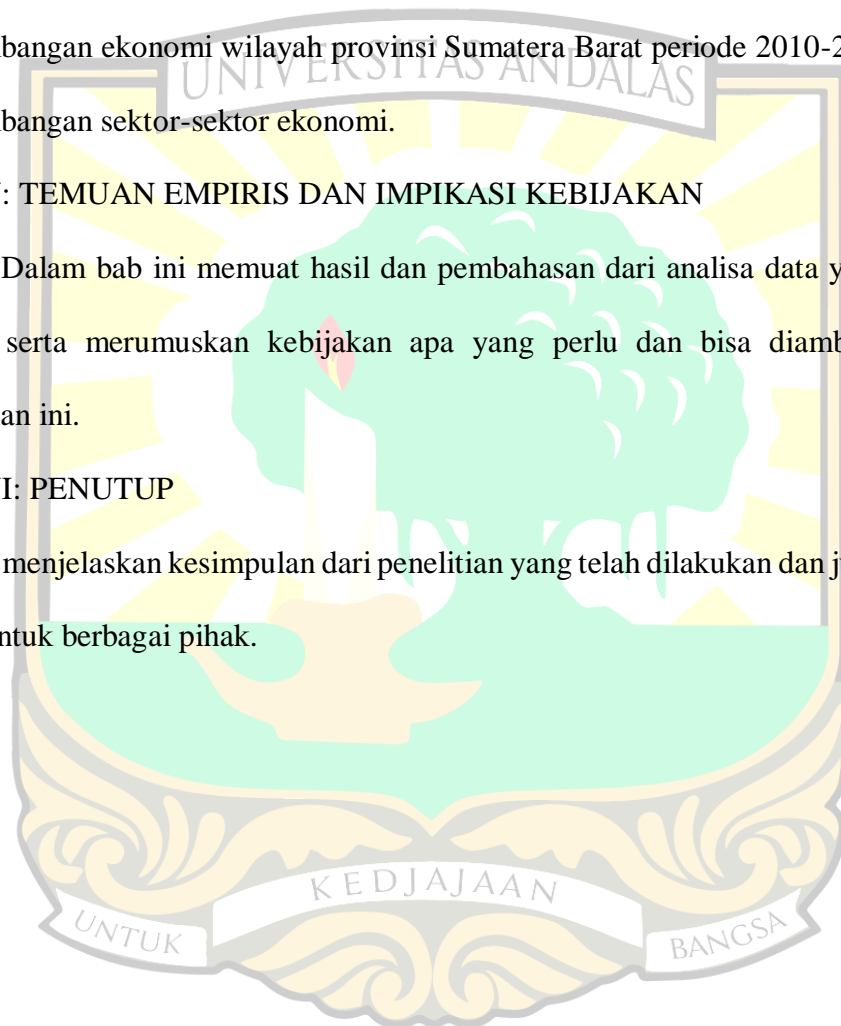 bangan ekonomi wilayah provinsi Sumatera Barat periode 2010-2
UNIVERSITAS ANDALAS
bangan sektor-sektor ekonomi.
: TEMUAN EMPIRIS DAN IMPIKASI KEBIJAKAN
Dalam bab ini memuat hasil dan pembahasan dari analisa data y
serta merumuskan kebijakan apa yang perlu dan bisa diamb
an ini.
I: PENUTUP
menjelaskan kesimpulan dari penelitian yang telah dilakukan dan j
ntuk berbagai pihak.
UNTUK KEDJAJAAN BANGSA